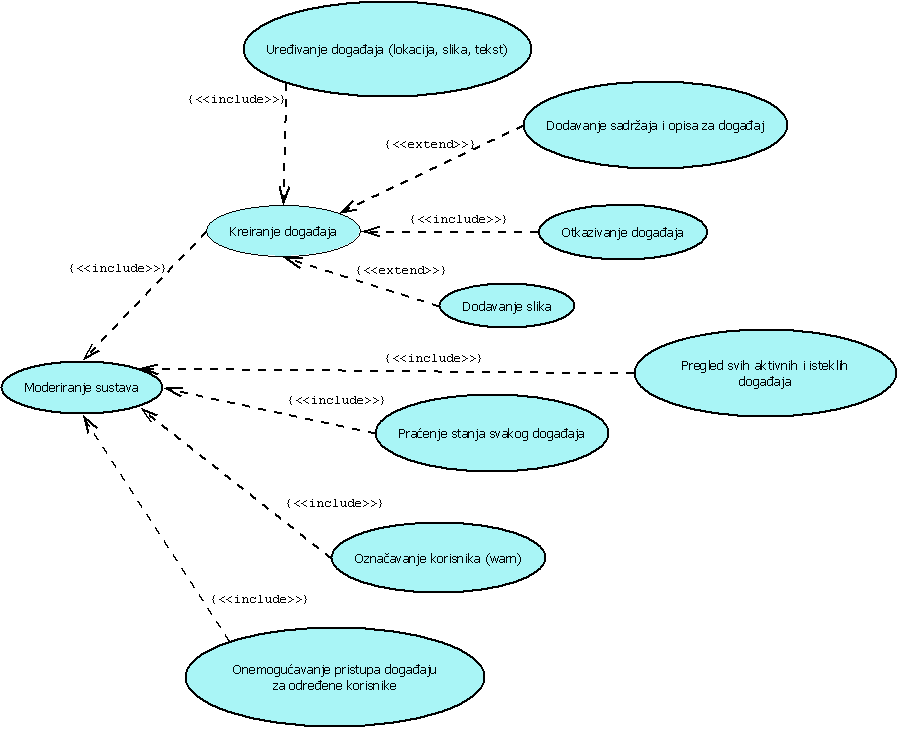 Uređivanje događaja (lokacija, slika, tekst)
{<<include>>}
Dodavanje sadržaja i opisa za događaj
{<<extend>>}
Kreiranje događaja
{<<include>>}
Otkazivanje događaja
{<<include>>}
{<<extend>>}
Dodavanje slika
{<<include>>}
Pregled svih aktivnih i isteklih
događaja
Moderiranje sustava
{<<include>>}
Praćenje stanja svakog događaja
{<<include>>}
Označavanje korisnika (warn)
{<<include>>}
Onemogućavanje pristupa događaju
za određene korisnike